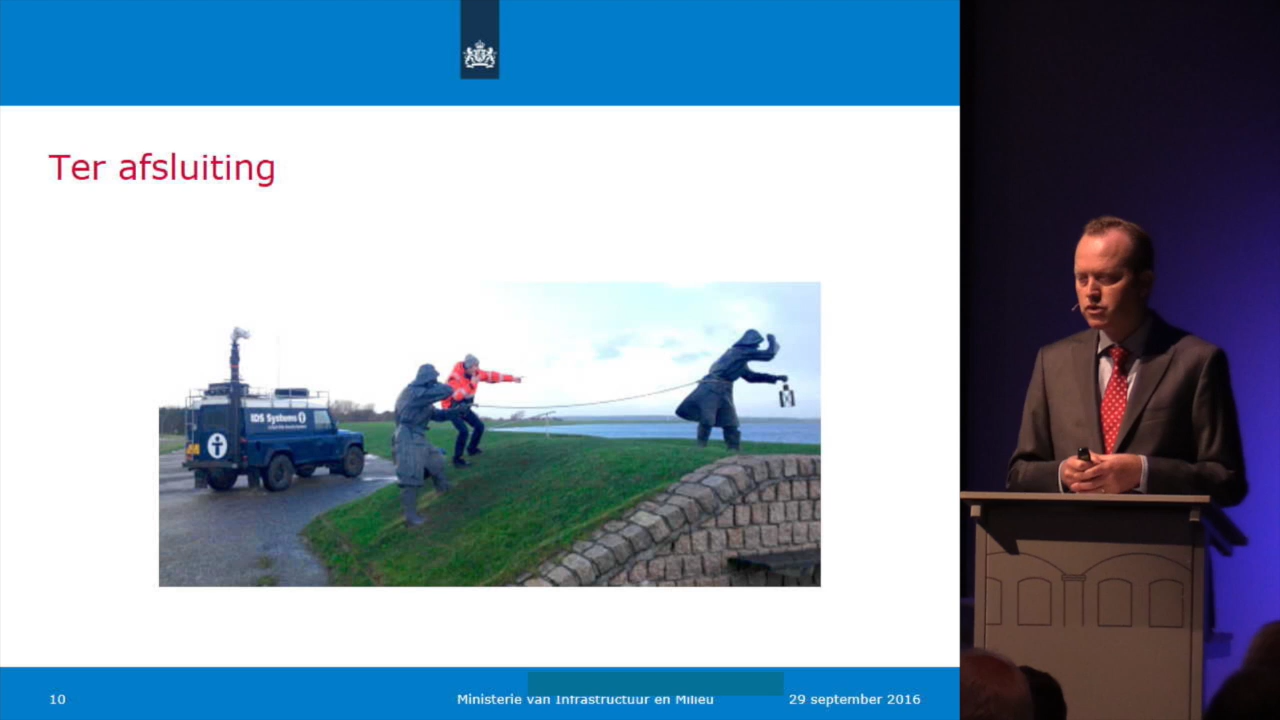 Ter afsluiting
IDS Systems
10
Ministerie van Infrastructuur en Milieu
29 september 2016